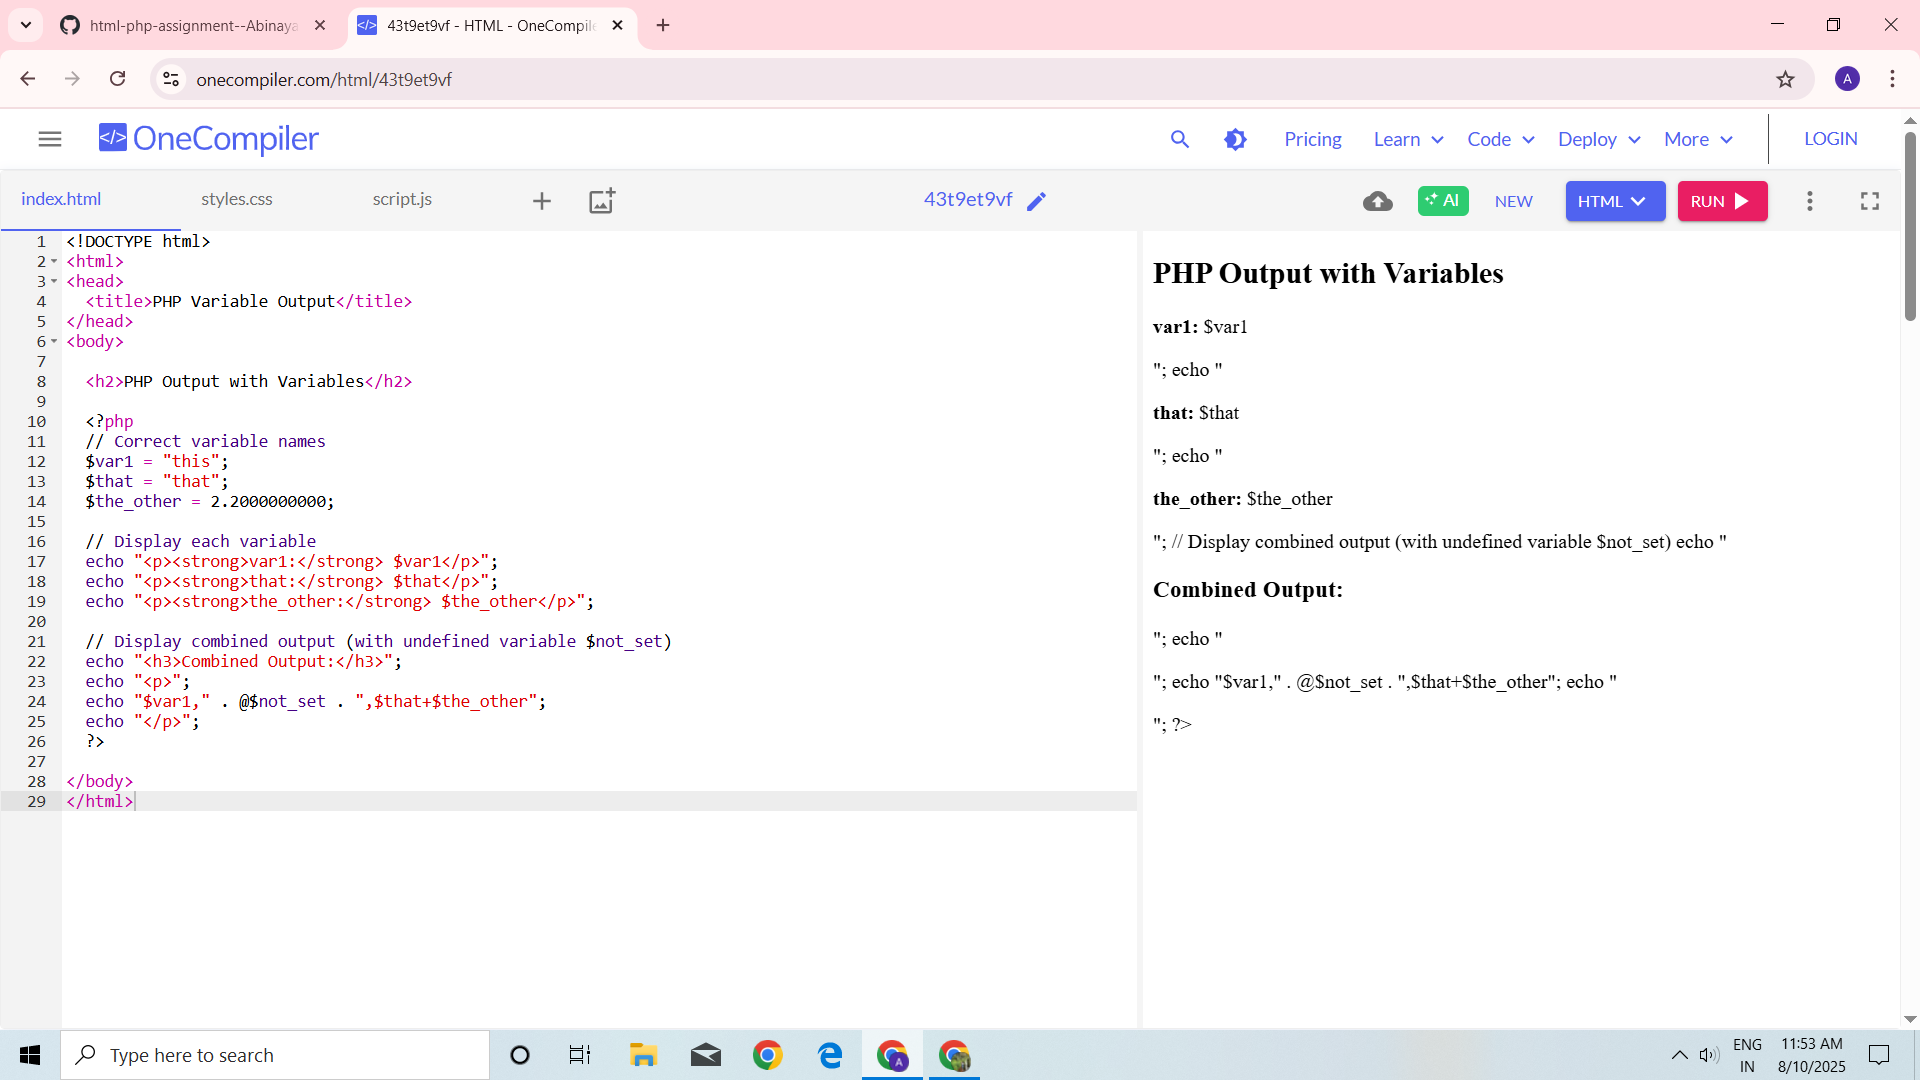 html-php-assignment--Abinaya
43t9et9vf - HTML - OneCompile
onecompiler.com/html/43t9et9vf
A
</> OneCompiler
Pricing
Learn
Code
Deploy
More
LOGIN
index.html
styles.css
script.js
43t9et9vf
AI
NEW
HTML
RUN
1 <!DOCTYPE html>
2 <html>
3 <head>
4 <title>PHP Variable Output</title>
5 </head>
6 <body>
7
8 <h2>PHP Output with Variables</h2>
9
10 <?php
11 // Correct variable names
12 $var1 = "this";
13 $that = "that";
14 $the_other = 2.2000000000;
15
16 // Display each variable
17 echo "<p><strong>var1:</strong> $var1</p>";
18 echo "<p><strong>that:</strong> $that</p>";
19 echo "<p><strong>the_other:</strong> $the_other</p>";
20
21 // Display combined output (with undefined variable $not_set)
22 echo "<h3>Combined Output:</h3>";
23 echo "<p>";
24 echo "$var1," . @$not_set . ",$that+$the_other";
25 echo "</p>";
26 ?>
27
28 </body>
29 </html>
PHP Output with Variables
var1: $var1
"; echo "
that: $that
"; echo "
the_other: $the_other
"; // Display combined output (with undefined variable $not_set) echo "
Combined Output:
"; echo "
"; echo "$var1," . @$not_set . ",$that+$the_other"; echo "
"; ?>
Type here to search
A
ENG
IN
11:53 AM
8/10/2025